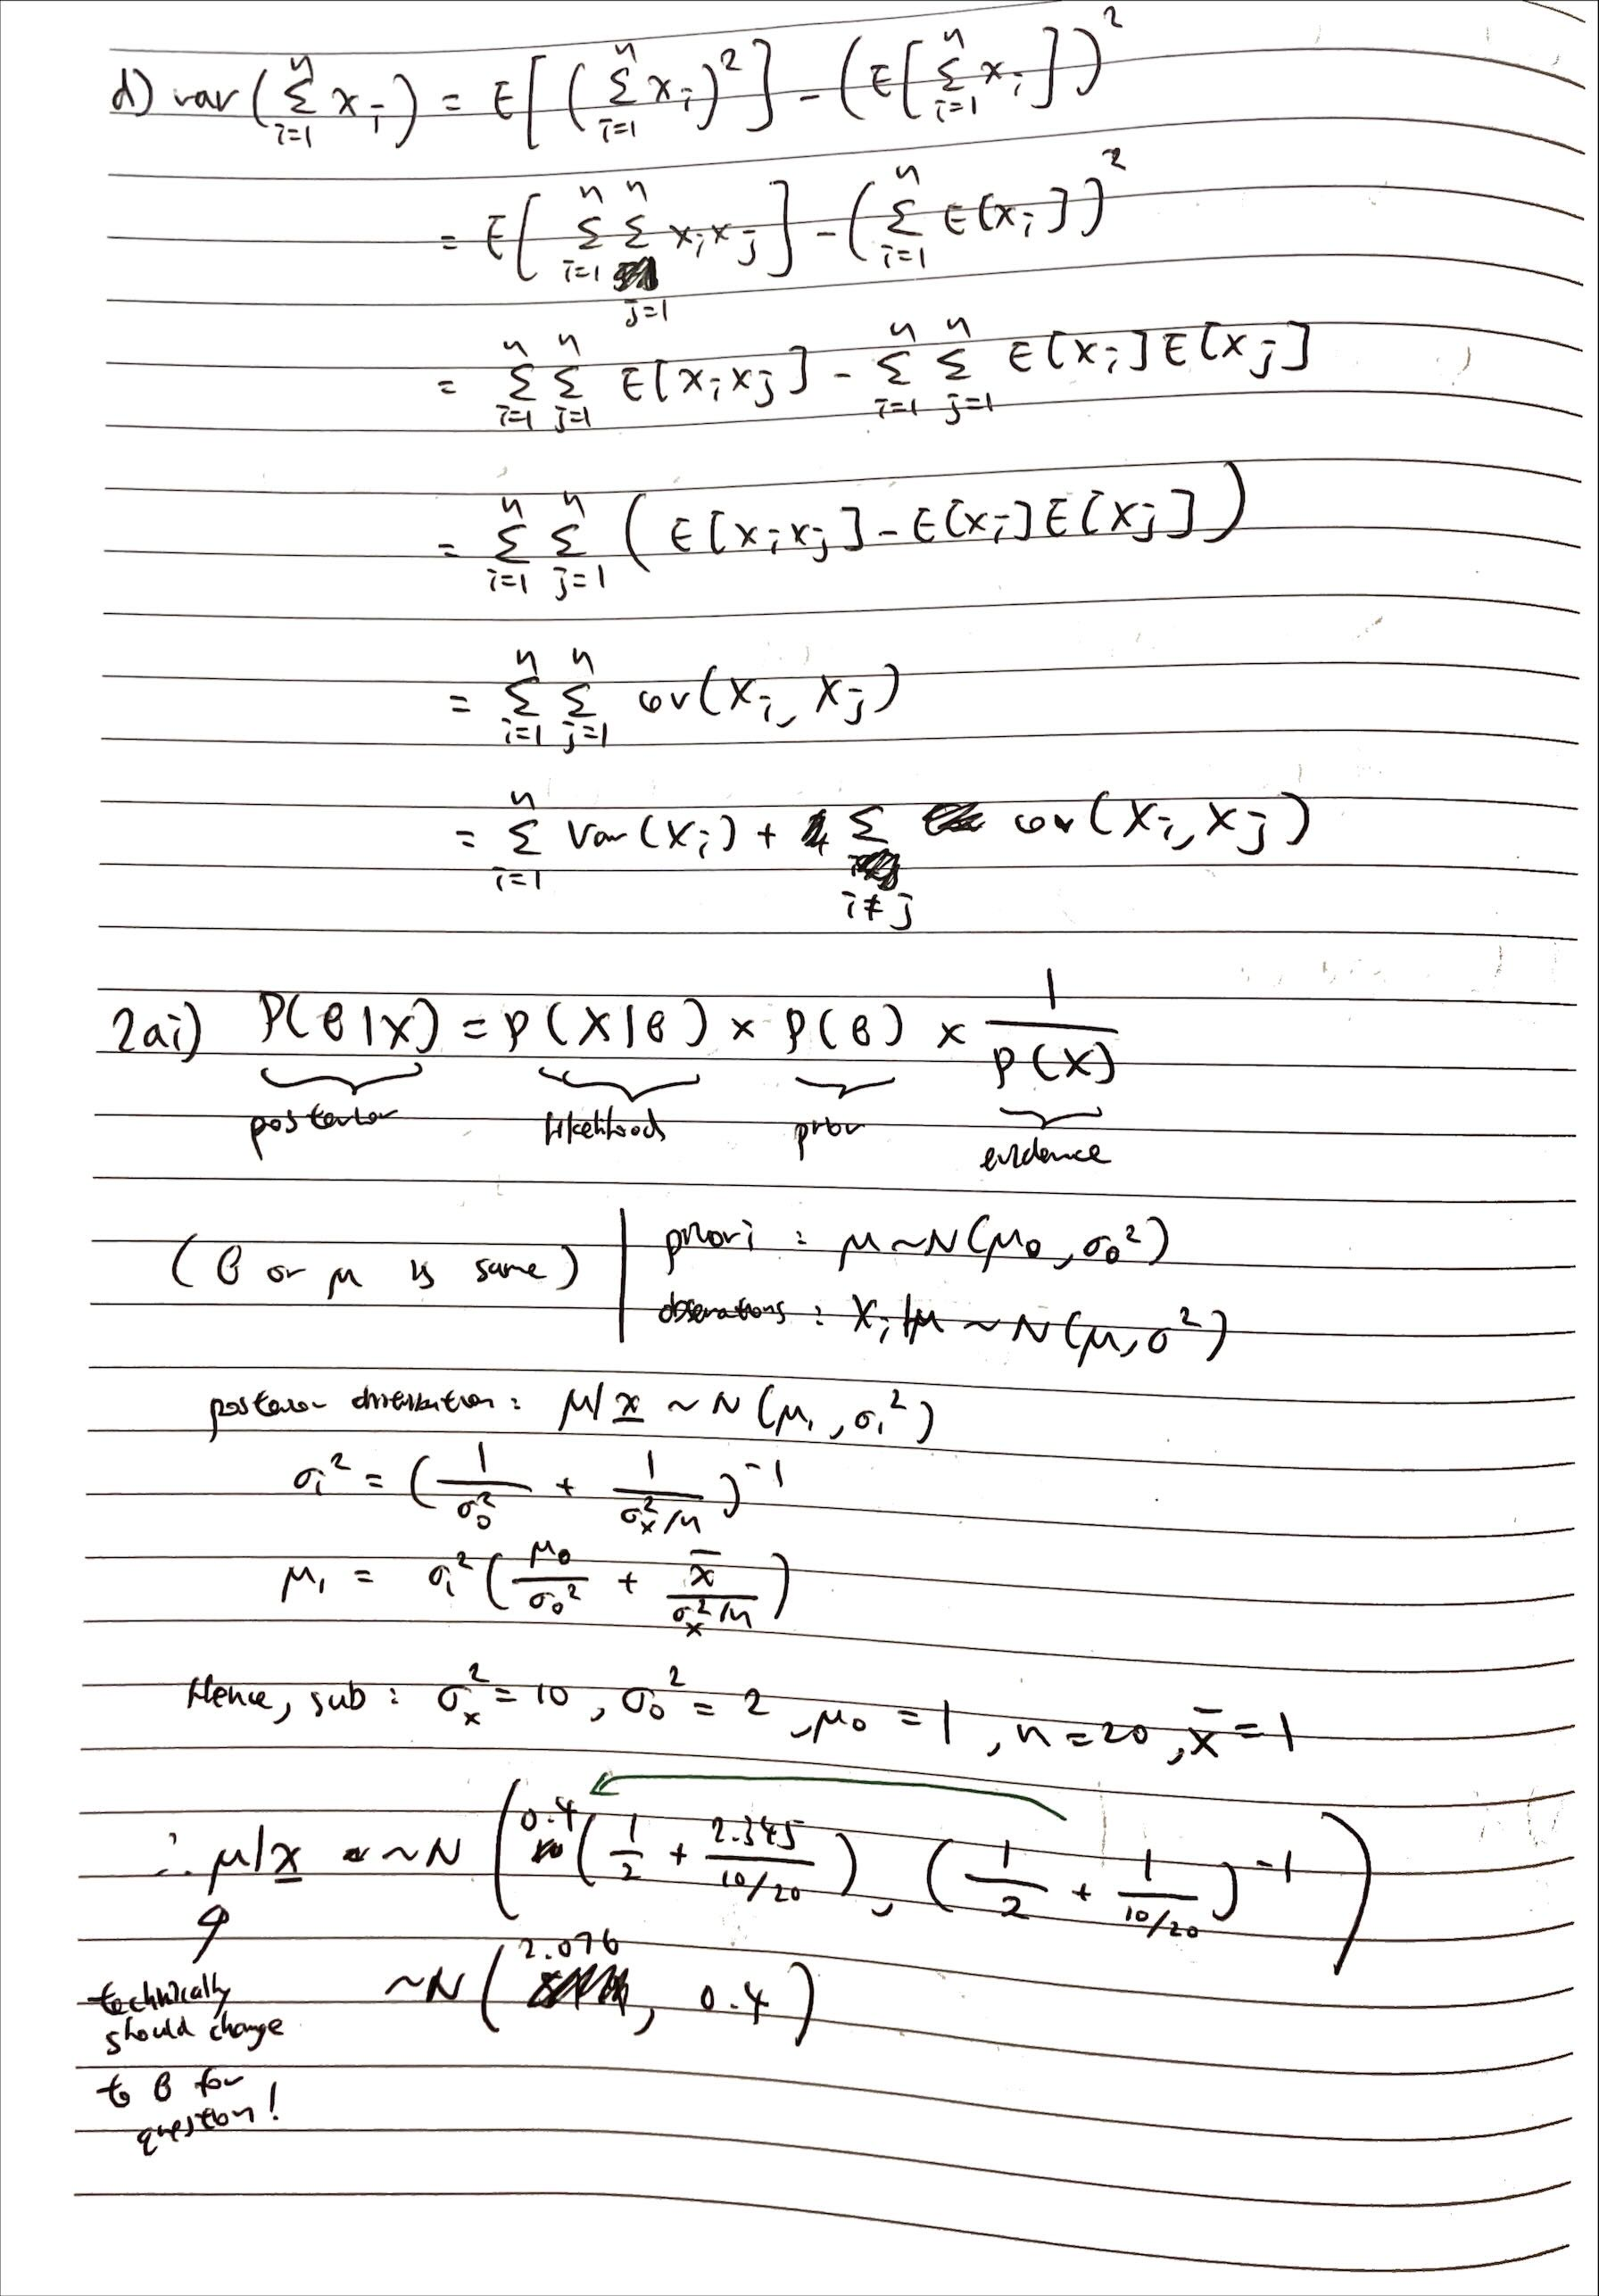 d) var(Σ_{i=1}^{n} x_i) = E[(Σ_{i=1}^{n} x_i)^2] - (E[Σ_{i=1}^{n} x_i])^2
= E[Σ_{i=1}^{n} Σ_{j=1}^{n} x_i x_j] - (Σ_{i=1}^{n} E[x_i])^2
= Σ_{i=1}^{n} Σ_{j=1}^{n} E[x_i x_j] - Σ_{i=1}^{n} Σ_{j=1}^{n} E[x_i] E[x_j]
= Σ_{i=1}^{n} Σ_{j=1}^{n} (E[x_i x_j] - E[x_i] E[x_j])
= Σ_{i=1}^{n} Σ_{j=1}^{n} cov(x_i, x_j)
= Σ_{i=1}^{n} Var(x_i) + Σ_{i≠j} cov(x_i, x_j)
2ai) P(θ|X) = P(X|θ) × P(θ) × 1/P(X)
posterior likelihood prior evidence
(θ or μ is same) | priori : μ ~ N(μ_0, σ_0^2)
observations : X_i|μ ~ N(μ, σ^2)
posterior distribution : μ|x ~ N(μ_1, σ_1^2)
σ_1^2 = (1/σ_0^2 + 1/(σ_x^2/n))^{-1}
μ_1 = σ_1^2 (μ_0/σ_0^2 + x̄/(σ_x^2/n))
Hence, sub : σ_x^2 = 10, σ_0^2 = 2, μ_0 = 1, n = 20, x̄ = 1
∴ μ|x ~ N(0.4(1/2 + 2.345/(10/20)), (1/2 + 1/(10/20))^{-1})
~N(2.076, 0.4)
technically
should change
to θ for
question!